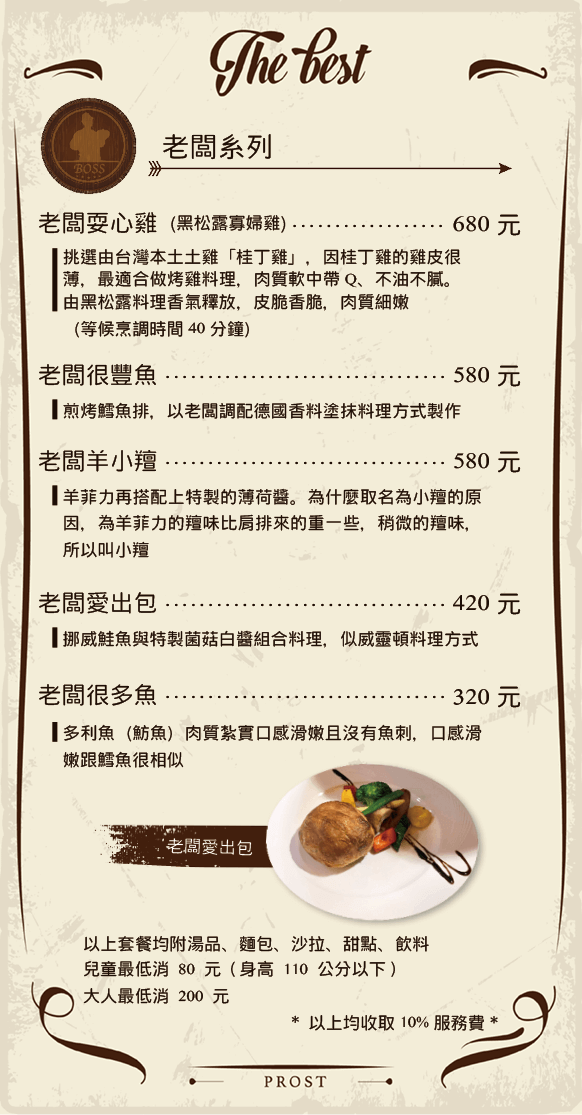 The best
BOSS
老闆系列
老闆耍心雞 (黑松露寡婦雞) 680 元
挑選由台灣本土土雞「桂丁雞」, 因桂丁雞的雞皮很
薄, 最適合做烤雞料理, 肉質軟中帶 Q、不油不膩。
由黑松露料理香氣釋放, 皮脆香脆, 肉質細嫩
(等候烹調時間 40 分鐘)
老闆很豐魚 580 元
煎烤鱈魚排, 以老闆調配德國香料塗抹料理方式製作
老闆羊小羶 580 元
羊菲力再搭配上特製的薄荷醬。為什麼取名為小羶的原
因, 為羊菲力的羶味比肩排來的重一些, 稍微的羶味,
所以叫小羶
老闆愛出包 420 元
挪威鮭魚與特製菌菇白醬組合料理, 似威靈頓料理方式
老闆很多魚 320 元
多利魚 (魴魚) 肉質紮實口感滑嫩且沒有魚刺, 口感滑
嫩跟鱈魚很相似
老闆愛出包
以上套餐均附湯品、麵包、沙拉、甜點、飲料
兒童最低消 80 元 ( 身高 110 公分以下 )
大人最低消 200 元
* 以上均收取 10% 服務費 *
PROST